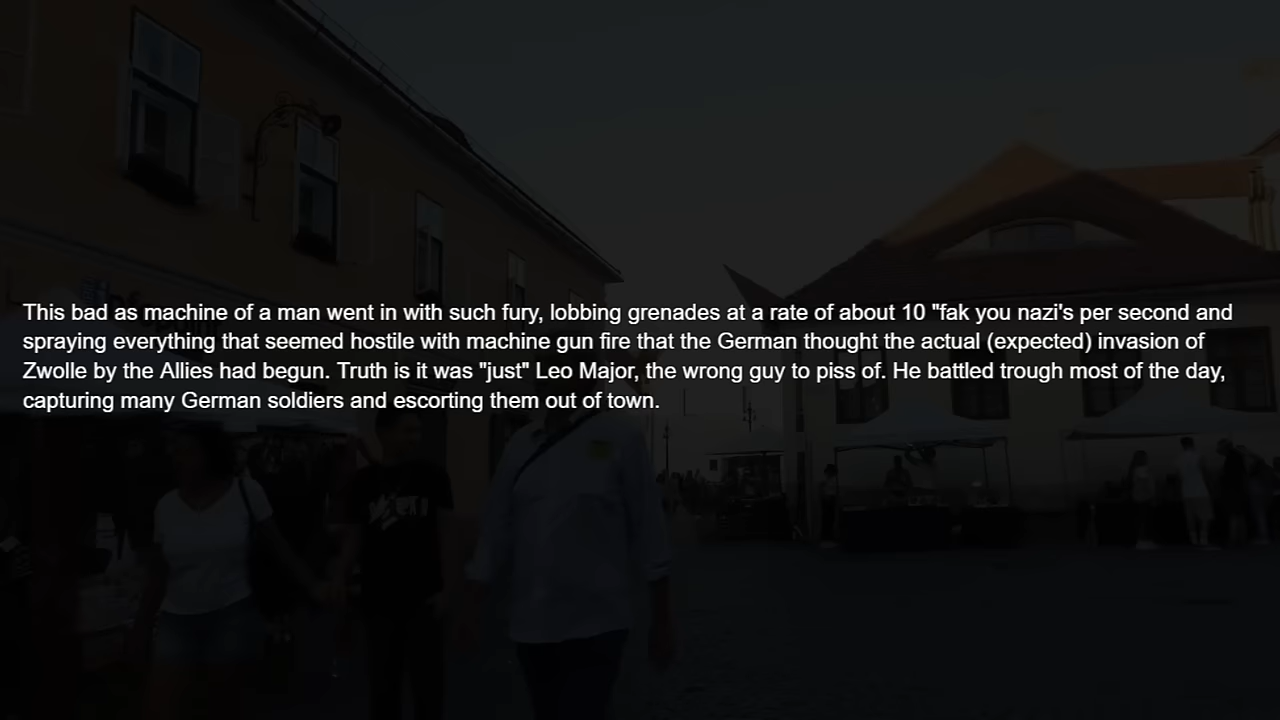 This bad as machine of a man went in with such fury, lobbing grenades at a rate of about 10 "fak you nazi's per second and
spraying everything that seemed hostile with machine gun fire that the German thought the actual (expected) invasion of
Zwolle by the Allies had begun. Truth is it was "just" Leo Major, the wrong guy to piss of. He battled trough most of the day,
capturing many German soldiers and escorting them out of town.